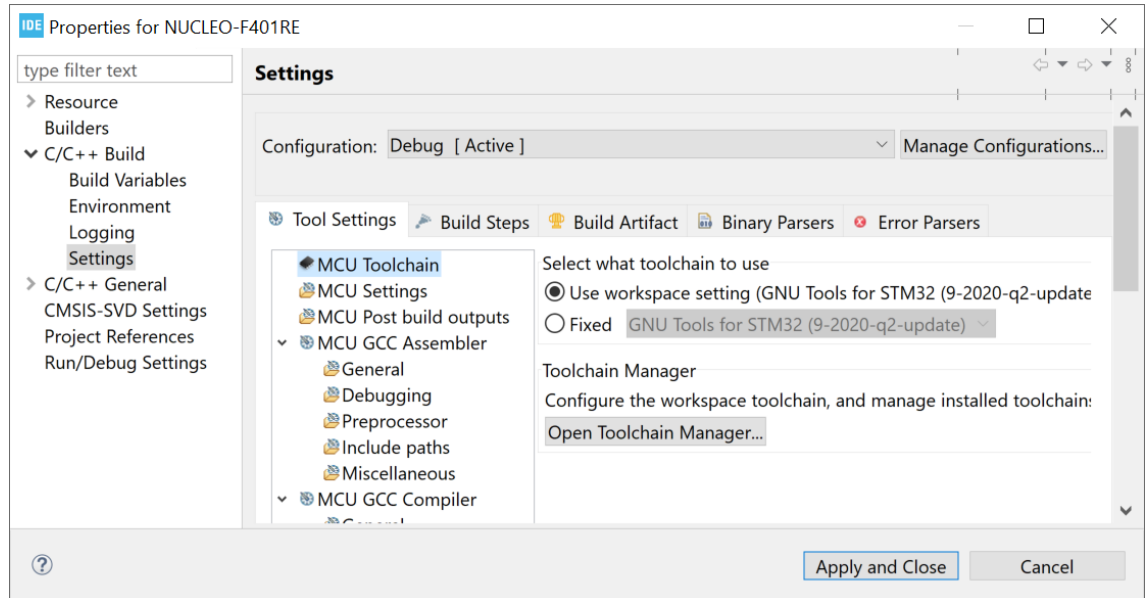 IDE Properties for NUCLEO-F401RE
type filter text
Resource
Builders
C/C++ Build
Build Variables
Environment
Logging
Settings
C/C++ General
CMSIS-SVD Settings
Project References
Run/Debug Settings
Settings
Configuration: Debug [ Active ]
Manage Configurations...
Tool Settings
Build Steps
Build Artifact
Binary Parsers
Error Parsers
MCU Toolchain
MCU Settings
MCU Post build outputs
MCU GCC Assembler
General
Debugging
Preprocessor
Include paths
Miscellaneous
MCU GCC Compiler
Select what toolchain to use
Use workspace setting (GNU Tools for STM32 (9-2020-q2-update
Fixed GNU Tools for STM32 (9-2020-q2-update)
Toolchain Manager
Configure the workspace toolchain, and manage installed toolchain
Open Toolchain Manager...
Apply and Close
Cancel